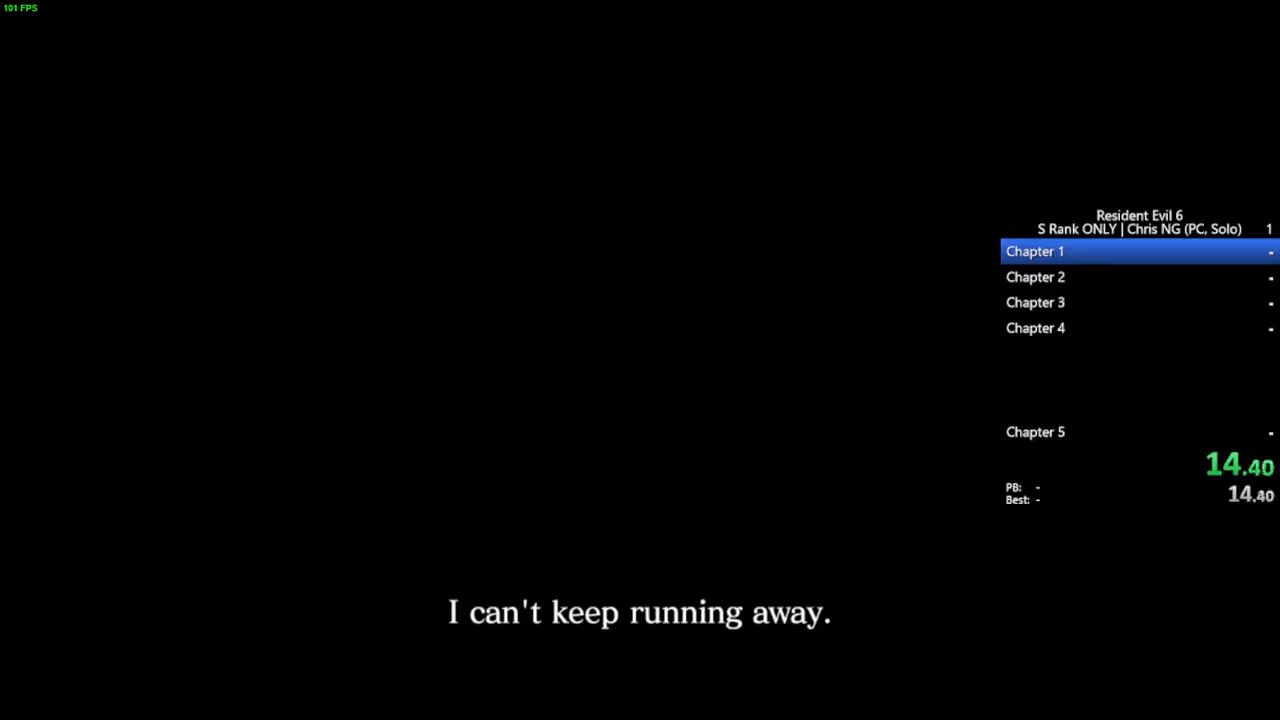 101 FPS
Resident Evil 6
S Rank ONLY | Chris NG (PC, Solo) 1
Chapter 1 -
Chapter 2 -
Chapter 3 -
Chapter 4 -
Chapter 5 -
14.40
PB: -
14.40
Best: -
I can't keep running away.